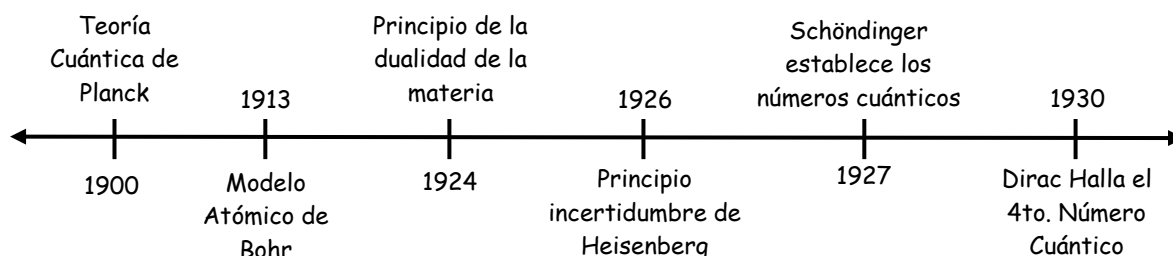 Teoría
Cuántica de
Planck
1900
1913
Modelo
Atómico de
Bohr
Principio de la
dualidad de la
materia
1924
1926
Principio
incertidumbre de
Heisenberg
Schöndinger
establece los
números cuánticos
1927
1930
Dirac Halla el
4to. Número
Cuántico